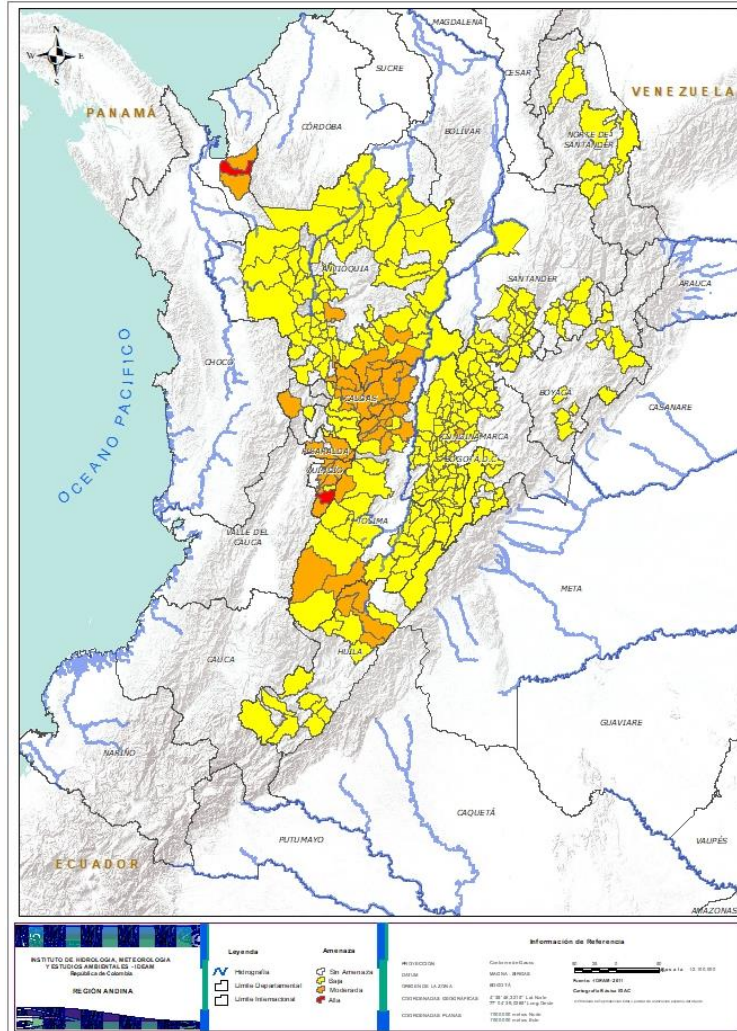 MAGDALENA
N
W E
S
SUCRE
CESAR
VENEZUELA
PANAMÁ
CÓRDOBA
BOLÍVAR
NORTE DE
SANTANDER
ANTIOQUIA
SANTANDER
ARAUCA
CHOCÓ
BOYACÁ
CALDAS
CASANARE
CUNDINAMARCA
RISARALDA
BOGOTÁ D.C.
QUINDÍO
OCEANO PACIFICO
TOLIMA
VALLE DEL
CAUCA
META
CAUCA
HUILA
GUAVIARE
NARIÑO
CAQUETÁ
PUTUMAYO
VAUPÉS
ECUADOR
AMAZONAS
INSTITUTO DE HIDROLOGIA, METEOROLOGIA
Y ESTUDIOS AMBIENTALES - IDEAM
República de Colombia
REGIÓN ANDINA
Leyenda
Hidrografía
Límite Departamental
Límite Internacional
Amenaza
Sin Amenaza
Baja
Moderada
Alta
Información de Referencia
PROYECCIÓN
DATUM
ORIGEN DE LA ZONA
BOGOTÁ
COORDENADAS GEOGRÁFICAS
COORDENADAS PLANAS